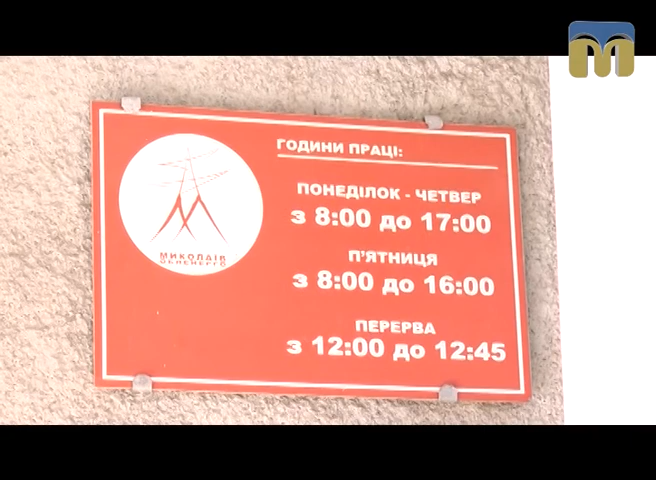 ГОДИНИ ПРАЦІ:
ПОНЕДІЛОК - ЧЕТВЕР
з 8:00 до 17:00
П'ЯТНИЦЯ
з 8:00 до 16:00
ПЕРЕРВА
з 12:00 до 12:45
МИКОЛАЇВ
ОБЛЕНЕРГО